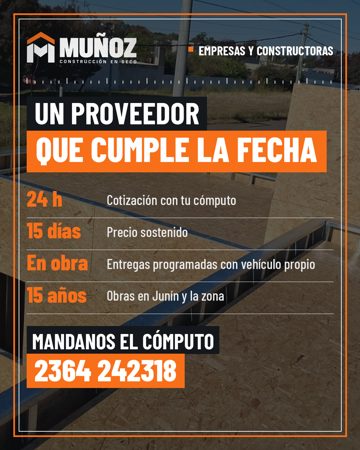 MUÑOZ
CONSTRUCCIÓN EN SECO
EMPRESAS Y CONSTRUCTORAS
UN PROVEEDOR
QUE CUMPLE LA FECHA
24 h Cotización con tu cómputo
15 días Precio sostenido
En obra Entregas programadas con vehículo propio
15 años Obras en Junín y la zona
MANDANOS EL CÓMPUTO
2364 242318